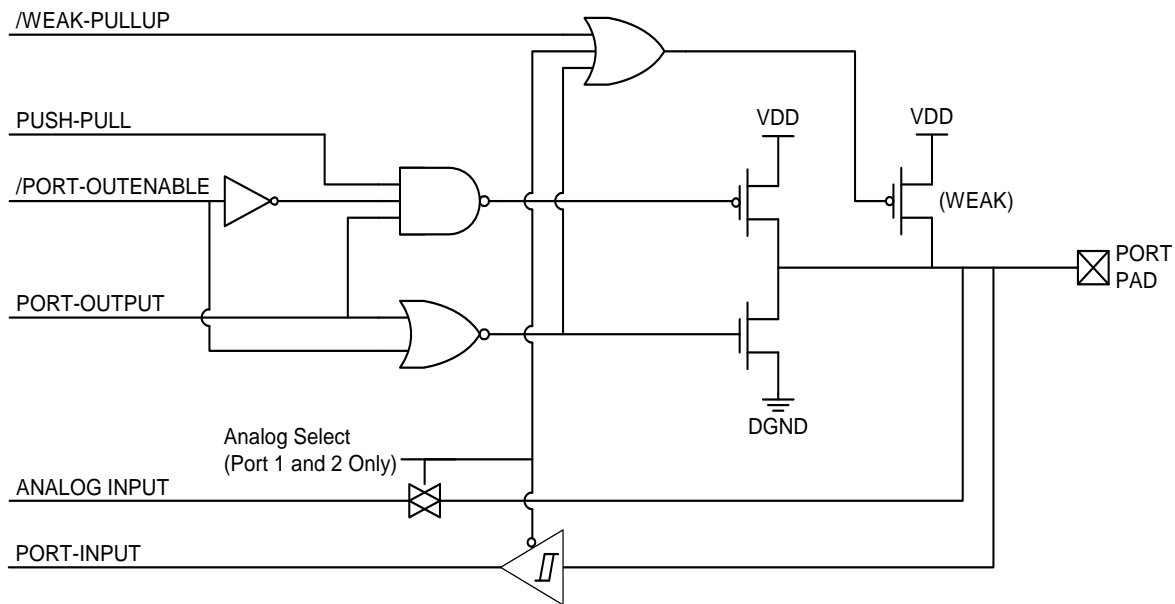 /WEAK-PULLUP
PUSH-PULL
VDD
VDD
/PORT-OUTENABLE
(WEAK)
PORT
PAD
PORT-OUTPUT
DGND
Analog Select
(Port 1 and 2 Only)
ANALOG INPUT
PORT-INPUT